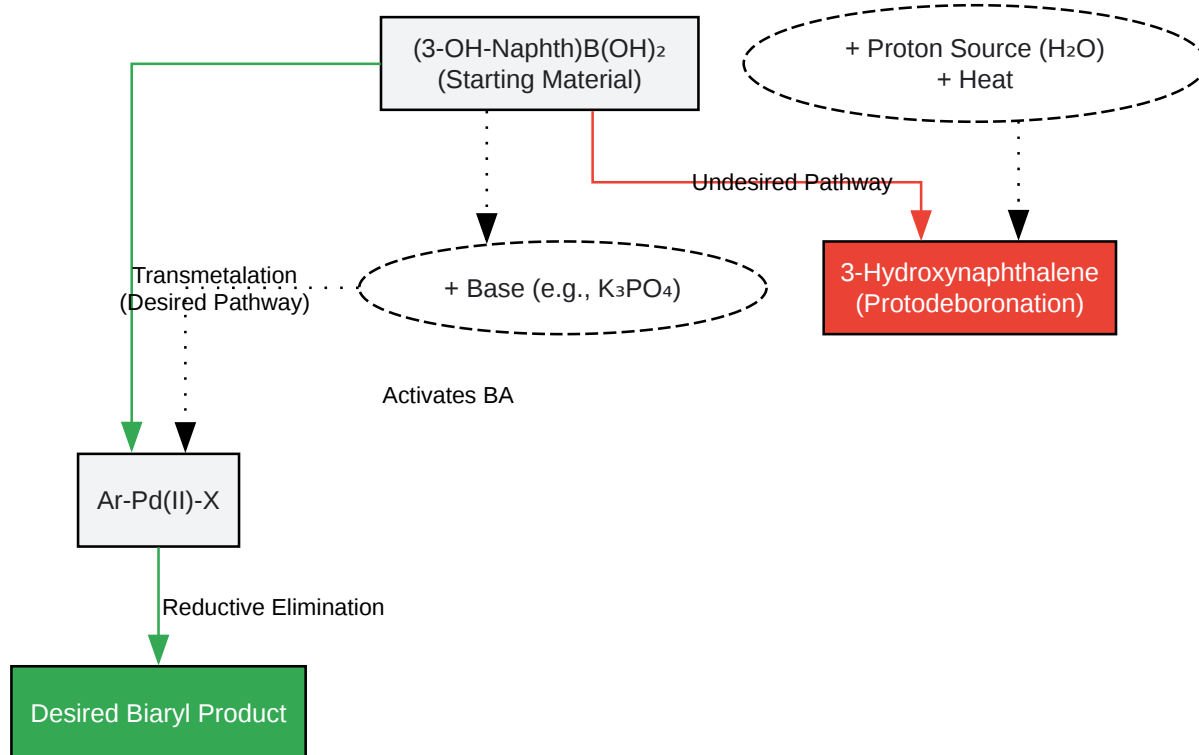 (3-OH-Naphth)B(OH)₂
(Starting Material)
+ Proton Source (H₂O)
+ Heat
Undesired Pathway
Transmetalation
(Desired Pathway)
+ Base (e.g., K₃PO₄)
3-Hydroxynaphthalene
(Protodeboronation)
Activates BA
Ar-Pd(II)-X
Reductive Elimination
Desired Biaryl Product